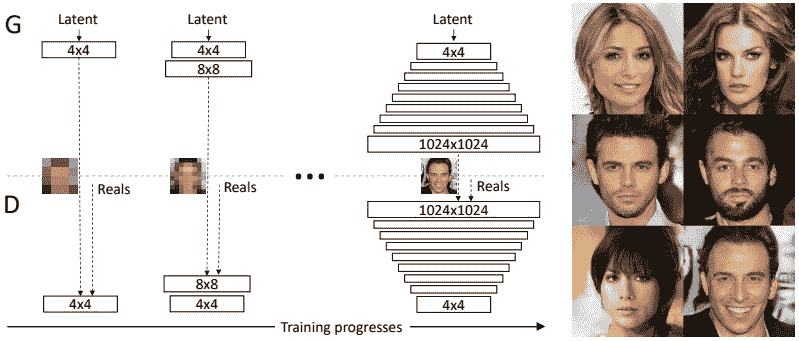 G
Latent
4x4
Latent
4x4
8x8
Latent
4x4
1024x1024
Reals
Reals
Reals
D
4x4
8x8
4x4
1024x1024
4x4
Training progresses